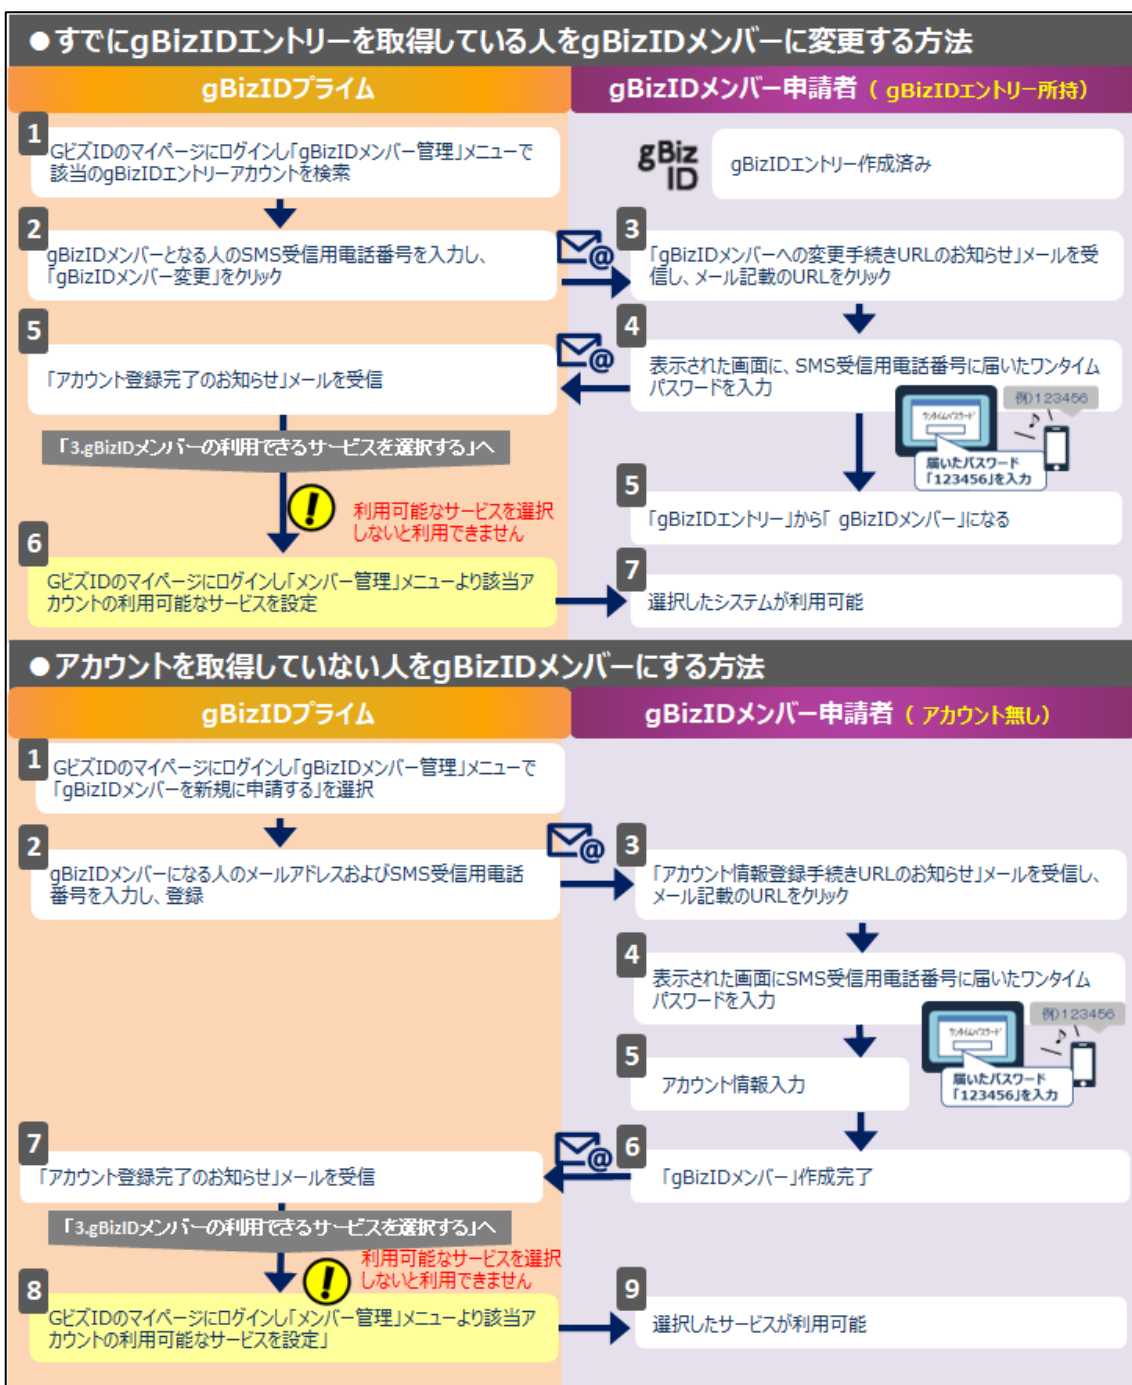 ●すでにgBizIDエントリーを取得している人をgBizIDメンバーに変更する方法
gBizIDプライム
gBizIDメンバー申請者（ gBizIDエントリー所持）
1
GビズIDのマイページにログインし「gBizIDメンバー管理」メニューで
該当のgBizIDエントリーアカウントを検索
gBiz
ID
gBizIDエントリー作成済み
2
gBizIDメンバーとなる人のSMS受信用電話番号を入力し、
「gBizIDメンバー変更」をクリック
@
3
「gBizIDメンバーへの変更手続きURLのお知らせ」メールを受
信し、メール記載のURLをクリック
4
表示された画面に、SMS受信用電話番号に届いたワンタイム
パスワードを入力
例)123456
ワンタイムパスワード
届いたパスワード
「123456」を入力
@
5
「アカウント登録完了のお知らせ」メールを受信
「3.gBizIDメンバーの利用できるサービスを選択する」へ
!
利用可能なサービスを選択
しないと利用できません
5
「gBizIDエントリー」から「 gBizIDメンバー」になる
6
GビズIDのマイページにログインし「メンバー管理」メニューより該当ア
カウントの利用可能なサービスを設定
7
選択したシステムが利用可能
●アカウントを取得していない人をgBizIDメンバーにする方法
gBizIDプライム
gBizIDメンバー申請者（ アカウント無し）
1
GビズIDのマイページにログインし「gBizIDメンバー管理」メニューで
「gBizIDメンバーを新規に申請する」を選択
2
gBizIDメンバーになる人のメールアドレスおよびSMS受信用電話
番号を入力し、登録
@
3
「アカウント情報登録手続きURLのお知らせ」メールを受信し、
メール記載のURLをクリック
4
表示された画面にSMS受信用電話番号に届いたワンタイム
パスワードを入力
例)123456
ワンタイムパスワード
届いたパスワード
「123456」を入力
5
アカウント情報入力
6
「gBizIDメンバー」作成完了
@
7
「アカウント登録完了のお知らせ」メールを受信
「3.gBizIDメンバーの利用できるサービスを選択する」へ
!
利用可能なサービスを選択
しないと利用できません
8
GビズIDのマイページにログインし「メンバー管理」メニューより該当ア
カウントの利用可能なサービスを設定」
9
選択したサービスが利用可能